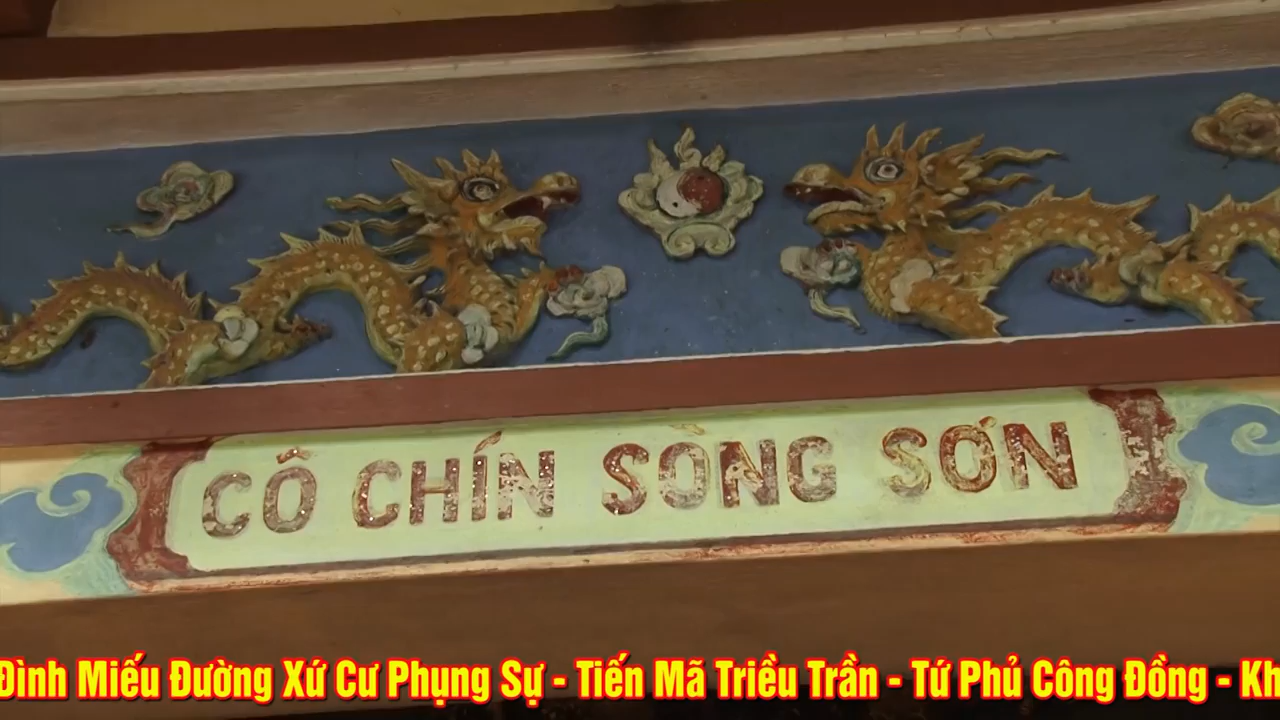 CÔ CHÍN SÒNG SƠN
Đình Miếu Đường Xứ Cư Phụng Sự - Tiến Mã Triều Trần - Tứ Phủ Công Đồng - Kh